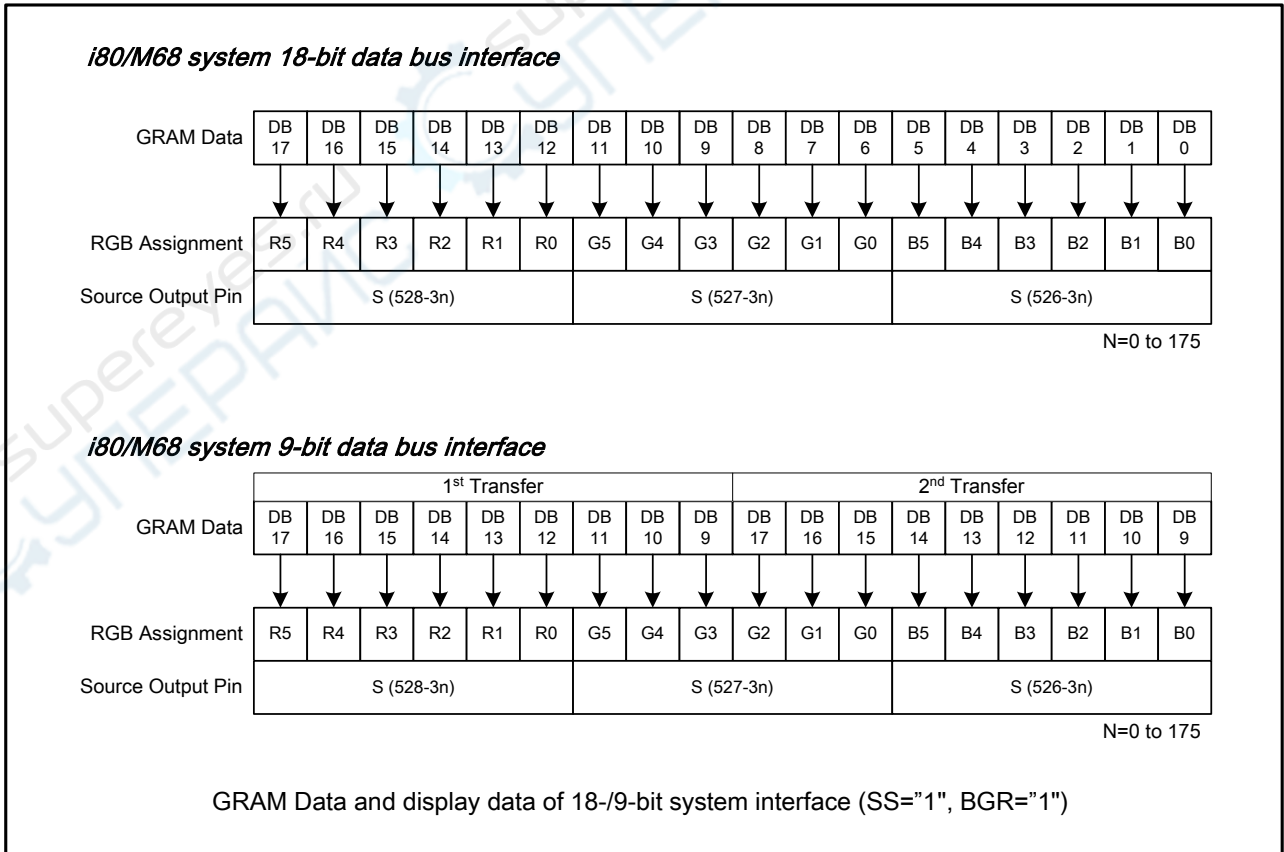 i80/M68 system 18-bit data bus interface
GRAM Data DB 17 DB 16 DB 15 DB 14 DB 13 DB 12 DB 11 DB 10 DB 9 DB 8 DB 7 DB 6 DB 5 DB 4 DB 3 DB 2 DB 1 DB 0
RGB Assignment R5 R4 R3 R2 R1 R0 G5 G4 G3 G2 G1 G0 B5 B4 B3 B2 B1 B0
Source Output Pin S (528-3n) S (527-3n) S (526-3n)
N=0 to 175
i80/M68 system 9-bit data bus interface
1st Transfer 2nd Transfer
GRAM Data DB 17 DB 16 DB 15 DB 14 DB 13 DB 12 DB 11 DB 10 DB 9 DB 17 DB 16 DB 15 DB 14 DB 13 DB 12 DB 11 DB 10 DB 9
RGB Assignment R5 R4 R3 R2 R1 R0 G5 G4 G3 G2 G1 G0 B5 B4 B3 B2 B1 B0
Source Output Pin S (528-3n) S (527-3n) S (526-3n)
N=0 to 175
GRAM Data and display data of 18-/9-bit system interface (SS=”1", BGR=”1")
supereyes.ru
СУПЕРАЙС